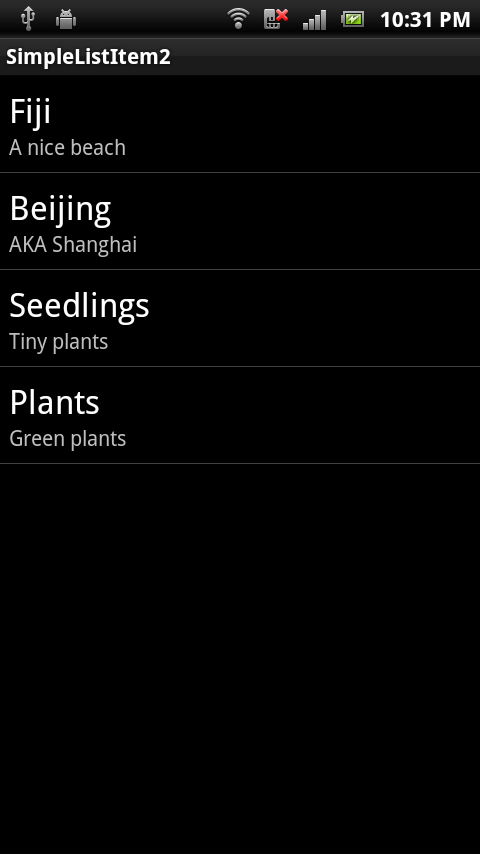 10:31 PM
SimpleListItem2
Fiji
A nice beach
Beijing
AKA Shanghai
Seedlings
Tiny plants
Plants
Green plants